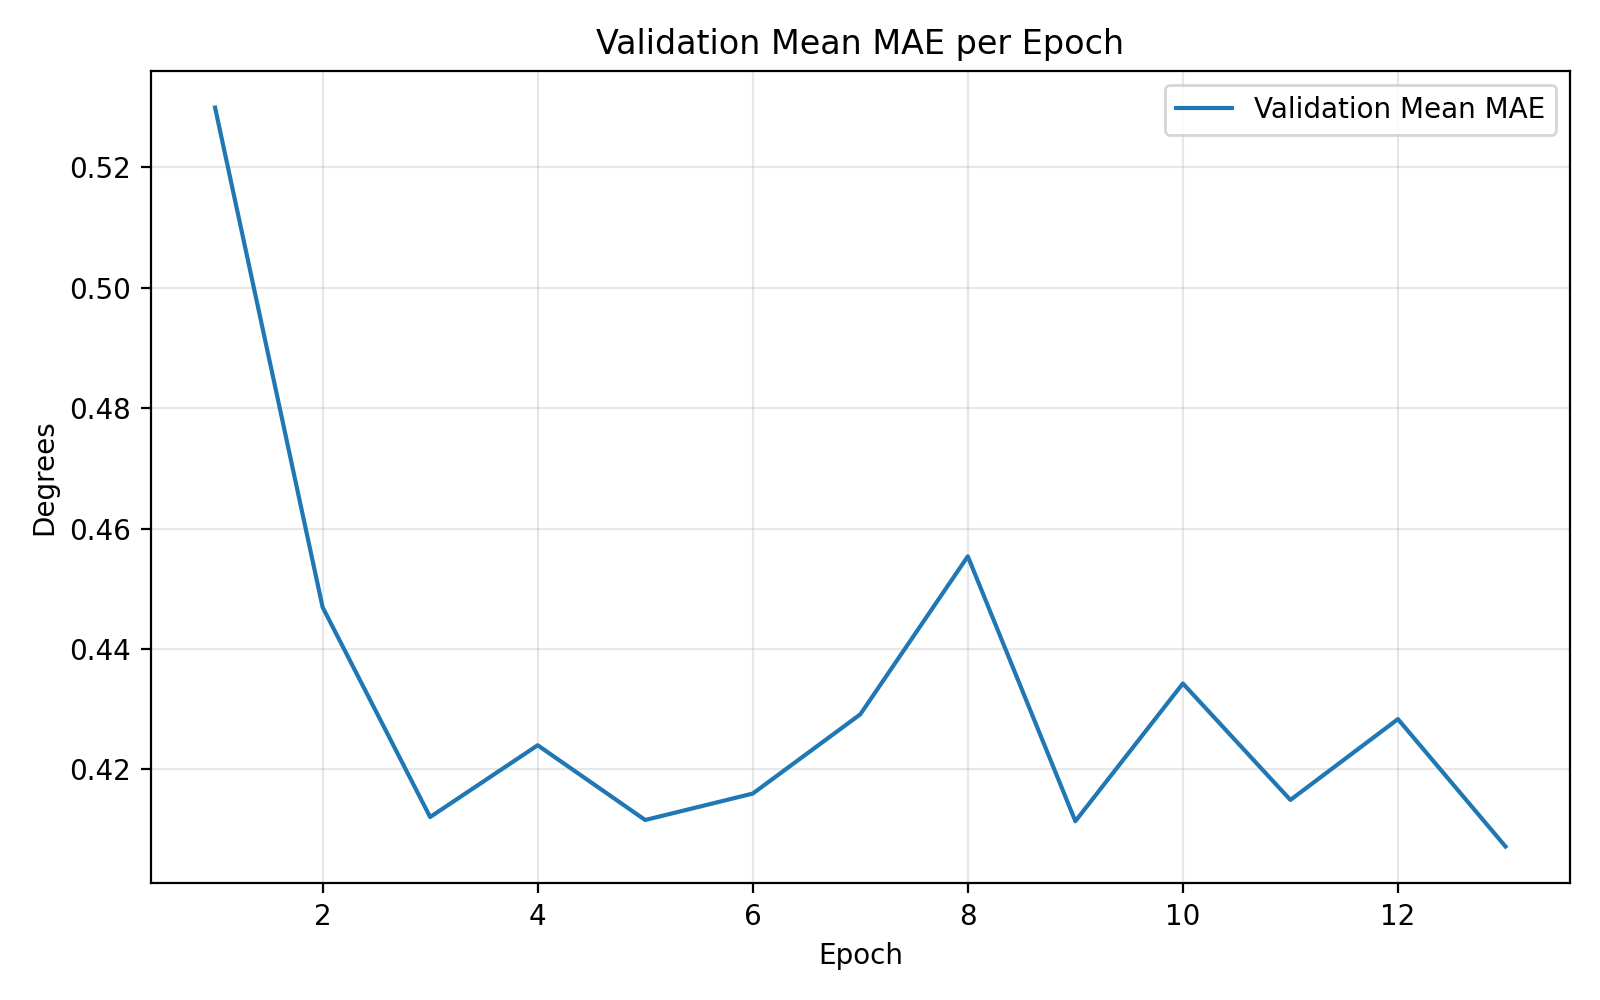 Validation Mean MAE per Epoch
Validation Mean MAE
0.52
0.50
0.48
0.46
0.44
0.42
Degrees
2 4 6 8 10 12
Epoch